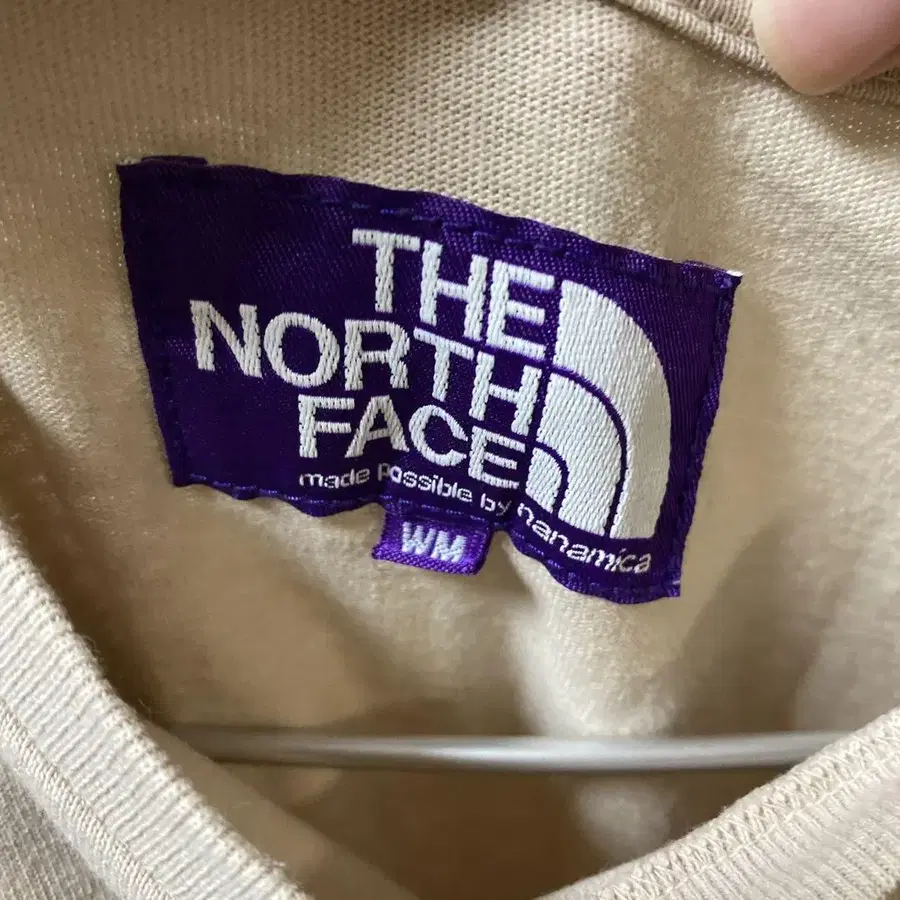 THE
NORTH
FACE
made possible by nanamica
WM